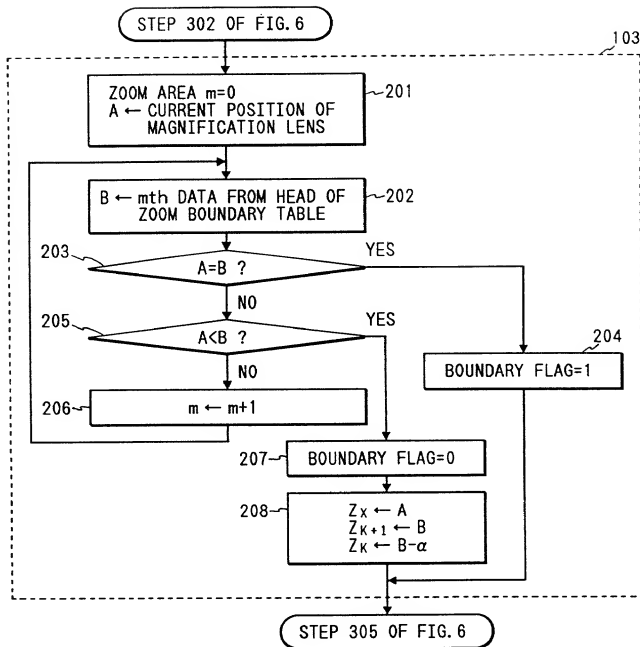 STEP 302 OF FIG. 6
103
ZOOM AREA m=0
A ← CURRENT POSITION OF
MAGNIFICATION LENS
201
B ← mth DATA FROM HEAD OF
ZOOM BOUNDARY TABLE
202
203
A=B ?
YES
NO
205
A<B ?
YES
204
BOUNDARY FLAG=1
NO
206
m ← m+1
207
BOUNDARY FLAG=0
208
Zx ← A
ZK+1 ← B
ZK ← B-α
STEP 305 OF FIG. 6